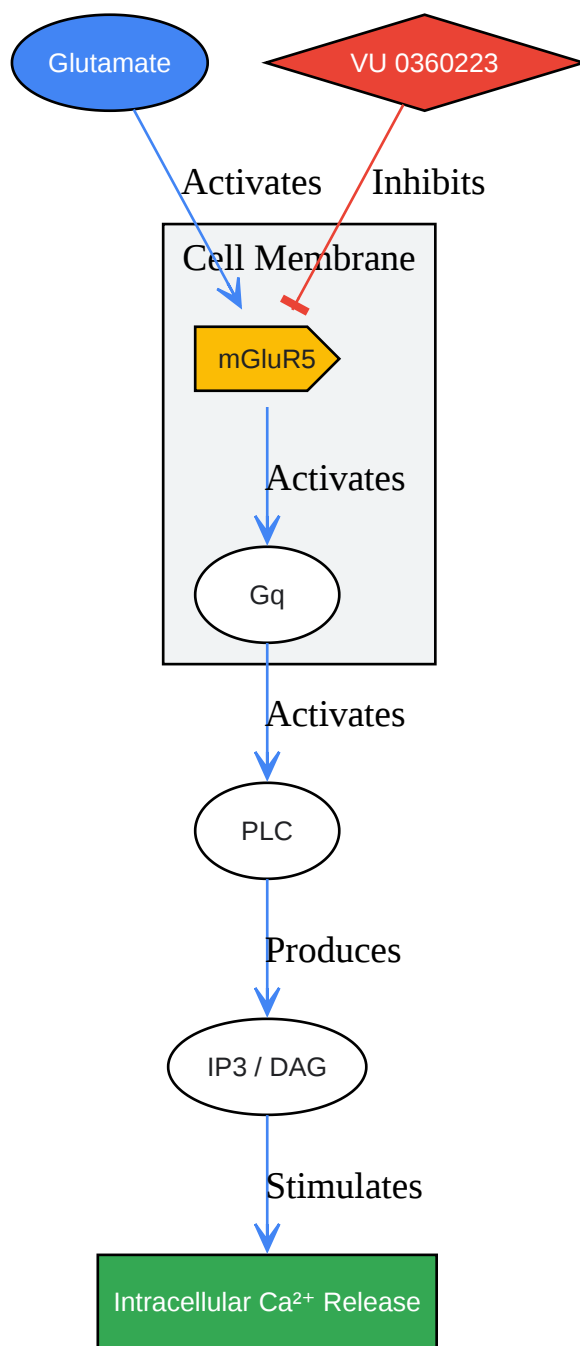 Glutamate
VU 0360223
Activates
Inhibits
Cell Membrane
mGluR5
Activates
Gq
Activates
PLC
Produces
IP3 / DAG
Stimulates
Intracellular Ca²⁺ Release